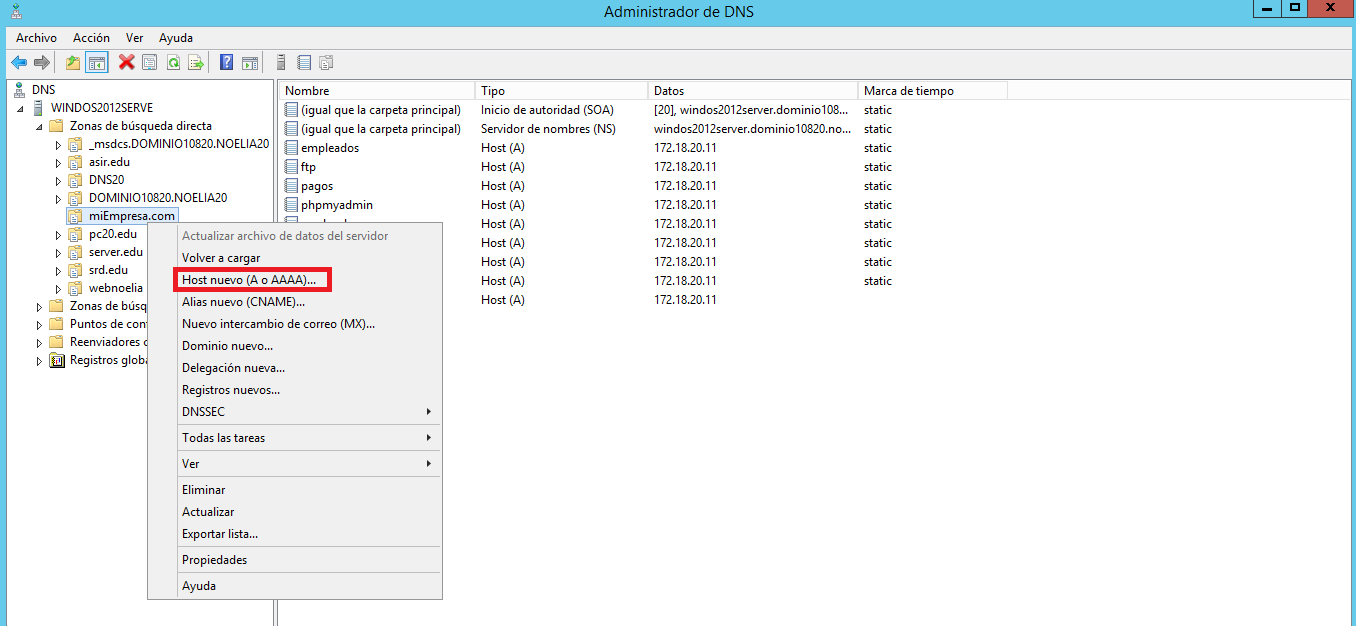 Administrador de DNS
Archivo Acción Ver Ayuda
DNS
WINDOS2012SERVE
Zonas de búsqueda directa
_msdcs.DOMINIO10820.NOELIA20
asir.edu
DNS20
DOMINIO10820.NOELIA20
miEmpresa.com
pc20.edu
server.edu
srd.edu
webnoelia
Zonas de búsq
Puntos de con
Reenviadores
Registros globa
Nombre Tipo Datos Marca de tiempo
(igual que la carpeta principal) Inicio de autoridad (SOA) [20], windos2012server.dominio108... static
(igual que la carpeta principal) Servidor de nombres (NS) windos2012server.dominio10820.no... static
empleados Host (A) 172.18.20.11 static
ftp Host (A) 172.18.20.11 static
pagos Host (A) 172.18.20.11 static
phpmyadmin Host (A) 172.18.20.11 static
Host (A) 172.18.20.11 static
Host (A) 172.18.20.11 static
Host (A) 172.18.20.11 static
Host (A) 172.18.20.11 static
Host (A) 172.18.20.11
Actualizar archivo de datos del servidor
Volver a cargar
Host nuevo (A o AAAA)...
Alias nuevo (CNAME)...
Nuevo intercambio de correo (MX)...
Dominio nuevo...
Delegación nueva...
Registros nuevos...
DNSSEC
Todas las tareas
Ver
Eliminar
Actualizar
Exportar lista...
Propiedades
Ayuda